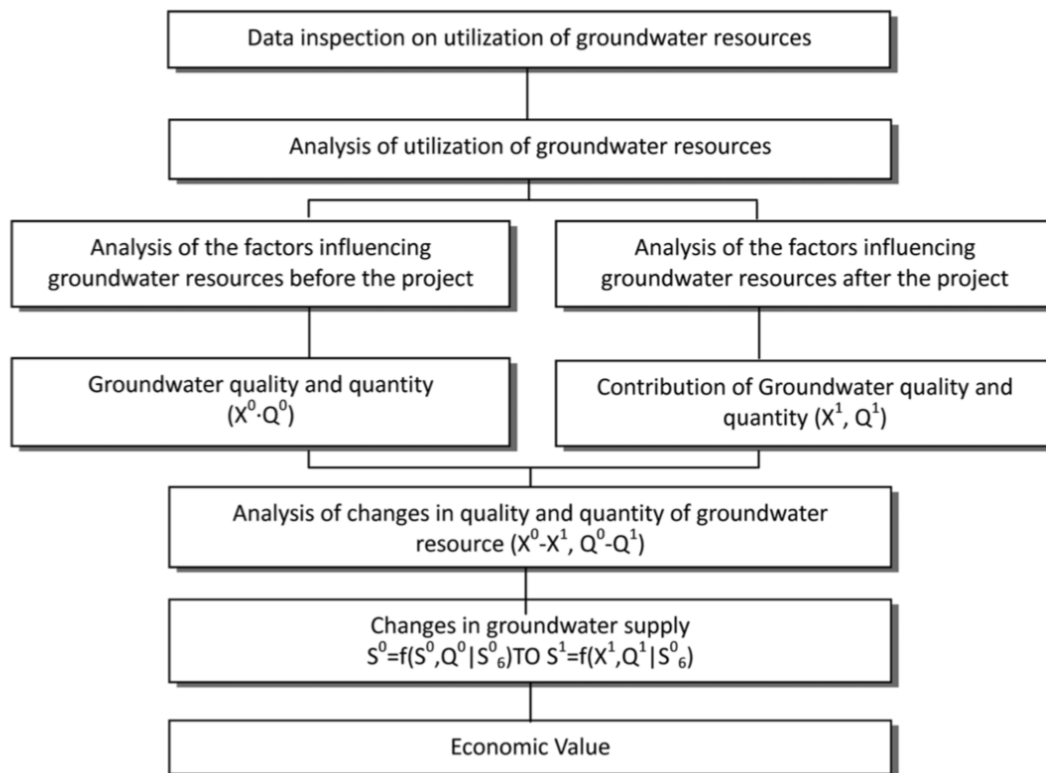 Data inspection on utilization of groundwater resources
Analysis of utilization of groundwater resources
Analysis of the factors influencing
groundwater resources before the project
Analysis of the factors influencing
groundwater resources after the project
Groundwater quality and quantity
(X⁰·Q⁰)
Contribution of Groundwater quality and
quantity (X¹, Q¹)
Analysis of changes in quality and quantity of groundwater
resource (X⁰-X¹, Q⁰-Q¹)
Changes in groundwater supply
S⁰=f(S⁰,Q⁰|S⁰₆)TO S¹=f(X¹,Q¹|S⁰₆)
Economic Value